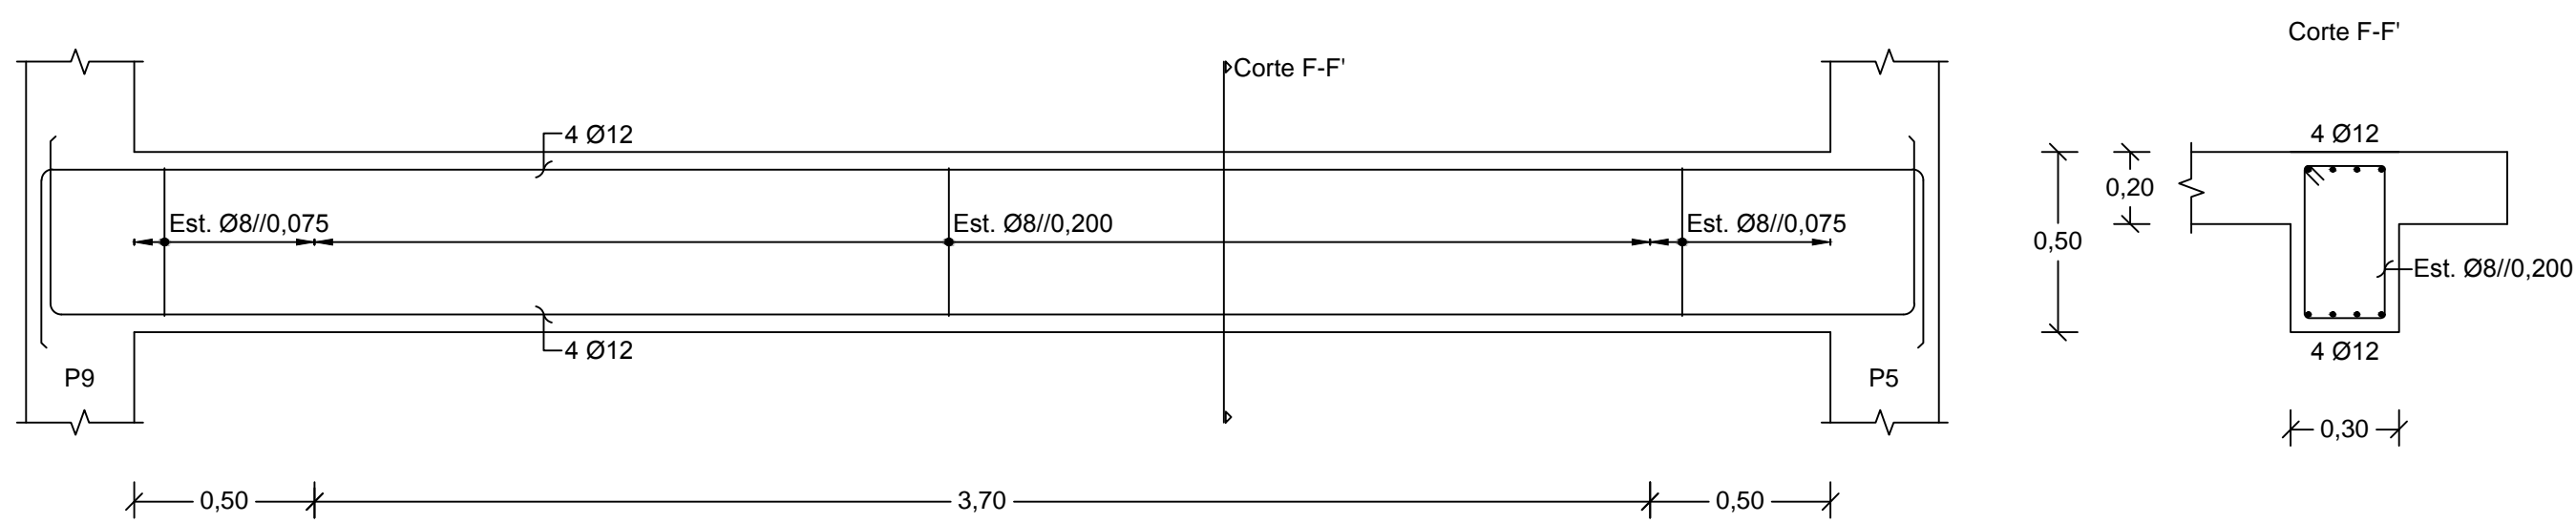 Corte F-F'
Corte F-F'
4 Ø12
4 Ø12
0,20
Est. Ø8//0,075
Est. Ø8//0,200
Est. Ø8//0,075
0,50
Est. Ø8//0,200
4 Ø12
4 Ø12
P9
P5
0,30
0,50
3,70
0,50